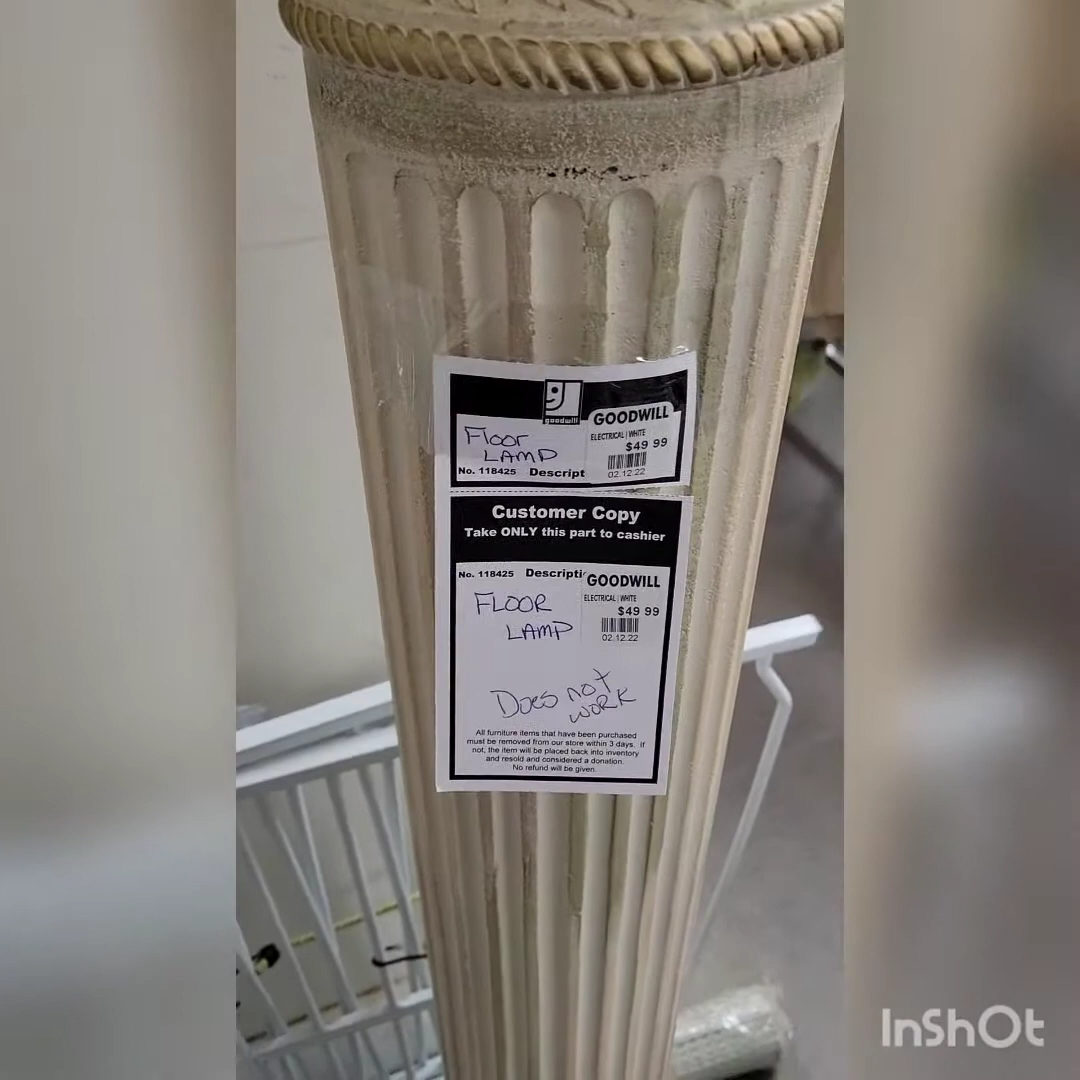 goodwill
GOODWILL
ELECTRICAL | WHITE
$49 99
02.12.22
Floor
LAMP
No. 118425 Descript
Customer Copy
Take ONLY this part to cashier
No. 118425 Descripti
GOODWILL
ELECTRICAL | WHITE
$49 99
02.12.22
FLOOR
LAMP
Does not
work
All furniture items that have been purchased
must be removed from our store within 3 days. If
not, the item will be placed back into inventory
and resold and considered a donation.
No refund will be given.
InShOt